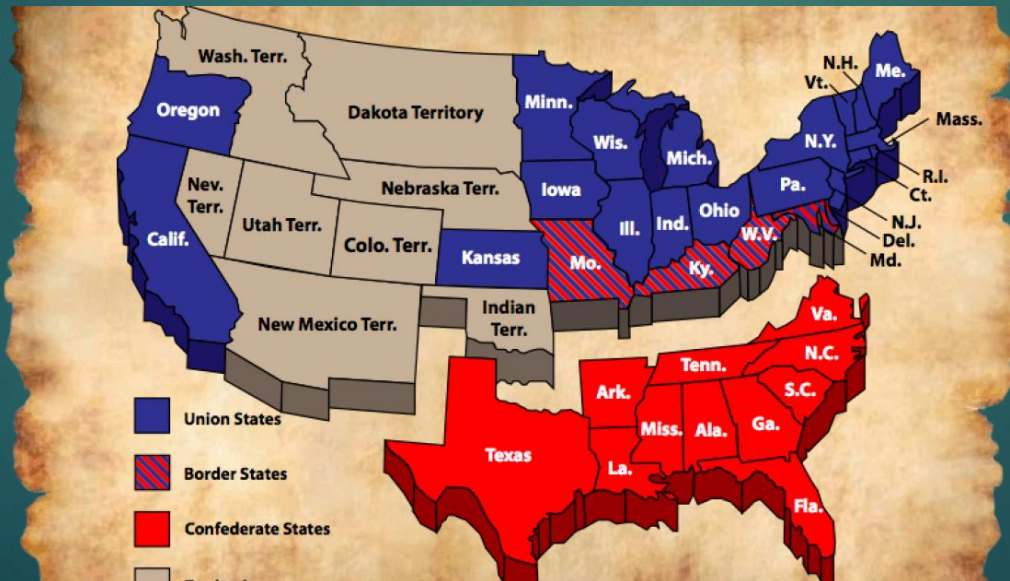 Wash. Terr.
Oregon
Dakota Territory
Minn.
Wis.
Mich.
N.H.
Vt.
Me.
Mass.
N.Y.
R.I.
Ct.
Pa.
N.J.
Del.
Md.
Nev.
Terr.
Nebraska Terr.
Iowa
Ill.
Ind.
Ohio
W.V.
Calif.
Utah Terr.
Colo. Terr.
Kansas
Mo.
Ky.
New Mexico Terr.
Indian
Terr.
Va.
N.C.
Tenn.
S.C.
Ark.
Miss.
Ala.
Ga.
Texas
La.
Fla.
Union States
Border States
Confederate States